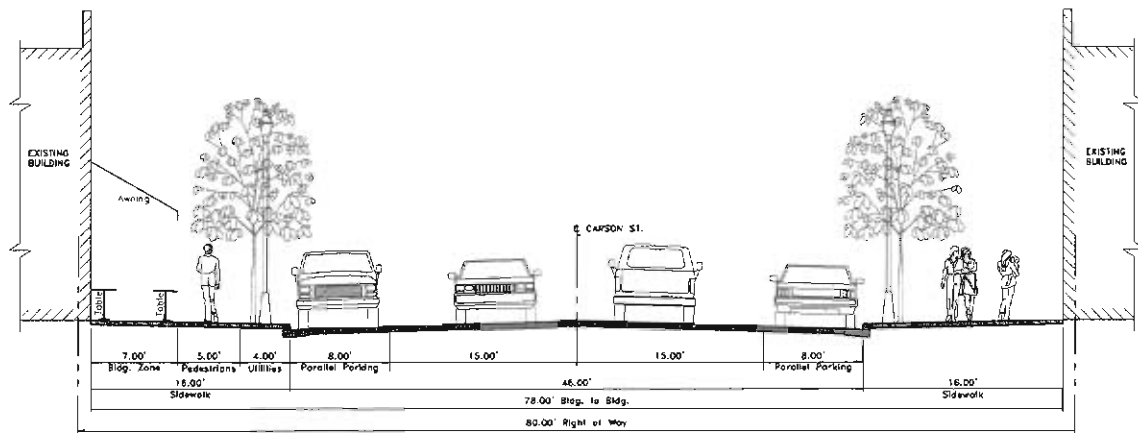 EXISTING
BUILDING
EXISTING
BUILDING
Awning
℄ CARSON ST.
Table
Table
7.00' 5.00' 4.00' 8.00' 15.00' 15.00' 8.00'
Bldg. Zone Pedestrians Utilities Parallel Parking Parallel Parking
16.00' 46.00' 16.00'
Sidewalk Sidewalk
78.00' Bldg. to Bldg.
80.00' Right of Way